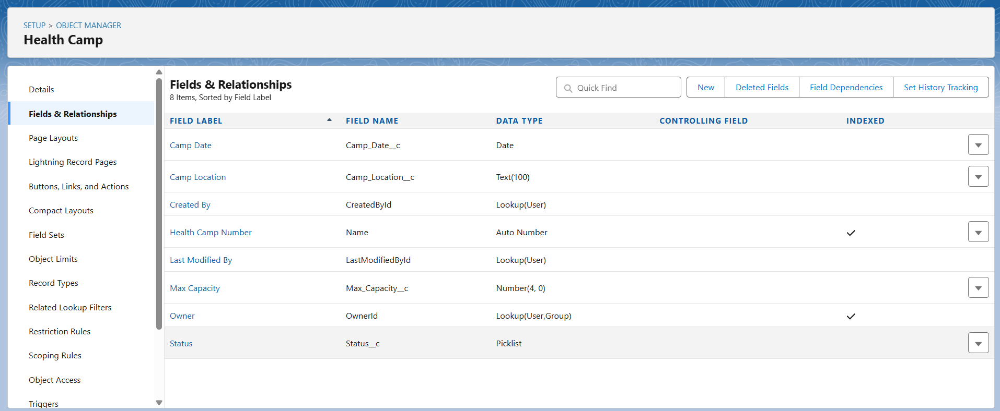 SETUP > OBJECT MANAGER
Health Camp
Details
Fields & Relationships
Page Layouts
Lightning Record Pages
Buttons, Links, and Actions
Compact Layouts
Field Sets
Object Limits
Record Types
Related Lookup Filters
Restriction Rules
Scoping Rules
Object Access
Triggers
Fields & Relationships
8 Items, Sorted by Field Label
Quick Find
New Deleted Fields Field Dependencies Set History Tracking
FIELD LABEL FIELD NAME DATA TYPE CONTROLLING FIELD INDEXED
Camp Date Camp_Date__c Date
Camp Location Camp_Location__c Text(100)
Created By CreatedById Lookup(User)
Health Camp Number Name Auto Number
Last Modified By LastModifiedById Lookup(User)
Max Capacity Max_Capacity__c Number(4, 0)
Owner OwnerId Lookup(User,Group)
Status Status__c Picklist